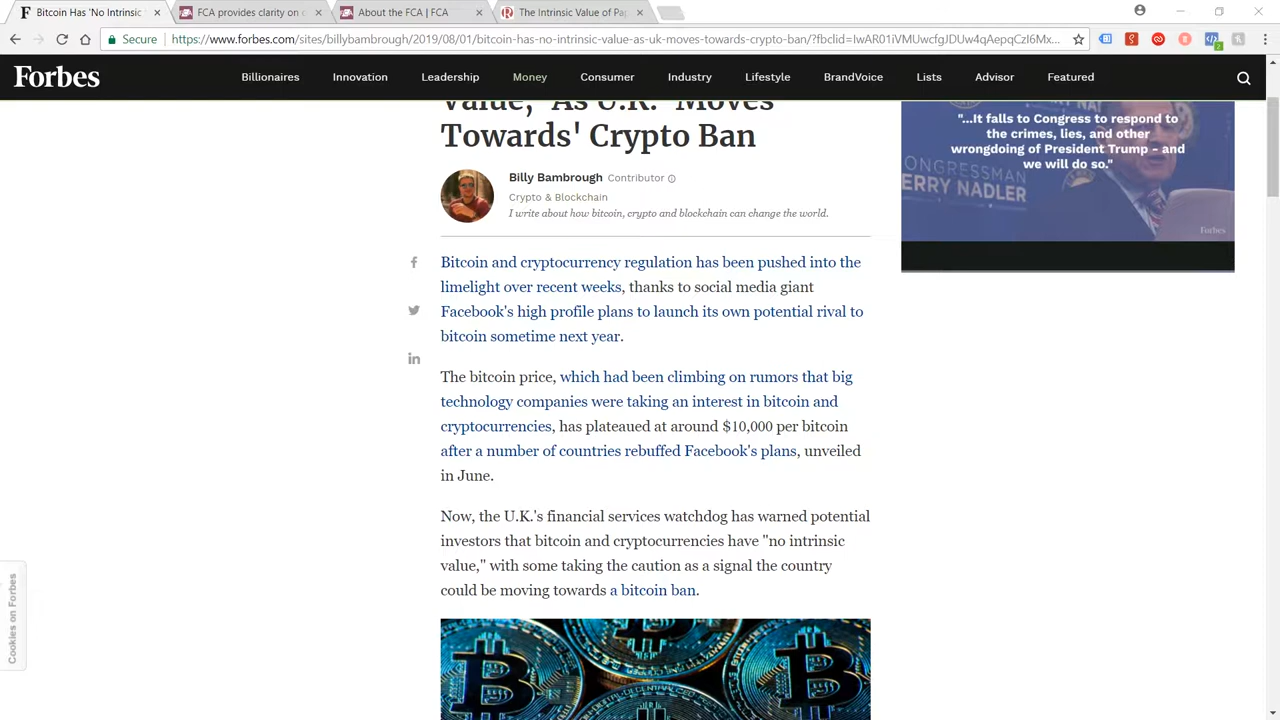 Bitcoin Has 'No Intrinsic
FCA provides clarity on c
About the FCA | FCA
The Intrinsic Value of Pap
Secure
https://www.forbes.com/sites/billybambrough/2019/08/01/bitcoin-has-no-intrinsic-value-as-uk-moves-towards-crypto-ban/?fbclid=IwAR01iVMUwcfgJDUw4qAepqCzI6Mx...
Forbes
Billionaires
Innovation
Leadership
Money
Consumer
Industry
Lifestyle
BrandVoice
Lists
Advisor
Featured
Value,' As U.K. 'Moves
Towards' Crypto Ban
Billy Bambrough Contributor
Crypto & Blockchain
I write about how bitcoin, crypto and blockchain can change the world.
"...It falls to Congress to respond to
the crimes, lies, and other
wrongdoing of President Trump - and
we will do so."
CONGRESSMAN
ERRY NADLER
Forbes
Bitcoin and cryptocurrency regulation has been pushed into the
limelight over recent weeks, thanks to social media giant
Facebook's high profile plans to launch its own potential rival to
bitcoin sometime next year.
The bitcoin price, which had been climbing on rumors that big
technology companies were taking an interest in bitcoin and
cryptocurrencies, has plateaued at around $10,000 per bitcoin
after a number of countries rebuffed Facebook's plans, unveiled
in June.
Now, the U.K.'s financial services watchdog has warned potential
investors that bitcoin and cryptocurrencies have "no intrinsic
value," with some taking the caution as a signal the country
could be moving towards a bitcoin ban.
Cookies on Forbes